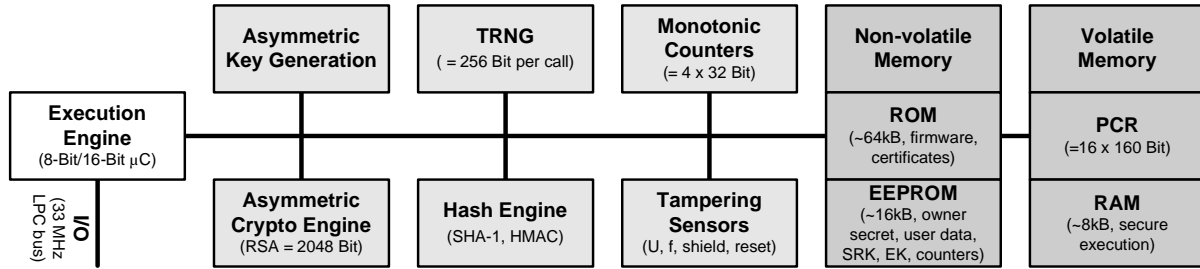 Asymmetric
Key Generation
TRNG
( = 256 Bit per call)
Monotonic
Counters
(= 4 x 32 Bit)
Non-volatile
Memory
Volatile
Memory
Execution
Engine
(8-Bit/16-Bit μC)
ROM
(~64kB, firmware,
certificates)
PCR
(=16 x 160 Bit)
I/O
(33 MHz
LPC bus)
Asymmetric
Crypto Engine
(RSA = 2048 Bit)
Hash Engine
(SHA-1, HMAC)
Tampering
Sensors
(U, f, shield, reset)
EEPROM
(~16kB, owner
secret, user data,
SRK, EK, counters)
RAM
(~8kB, secure
execution)